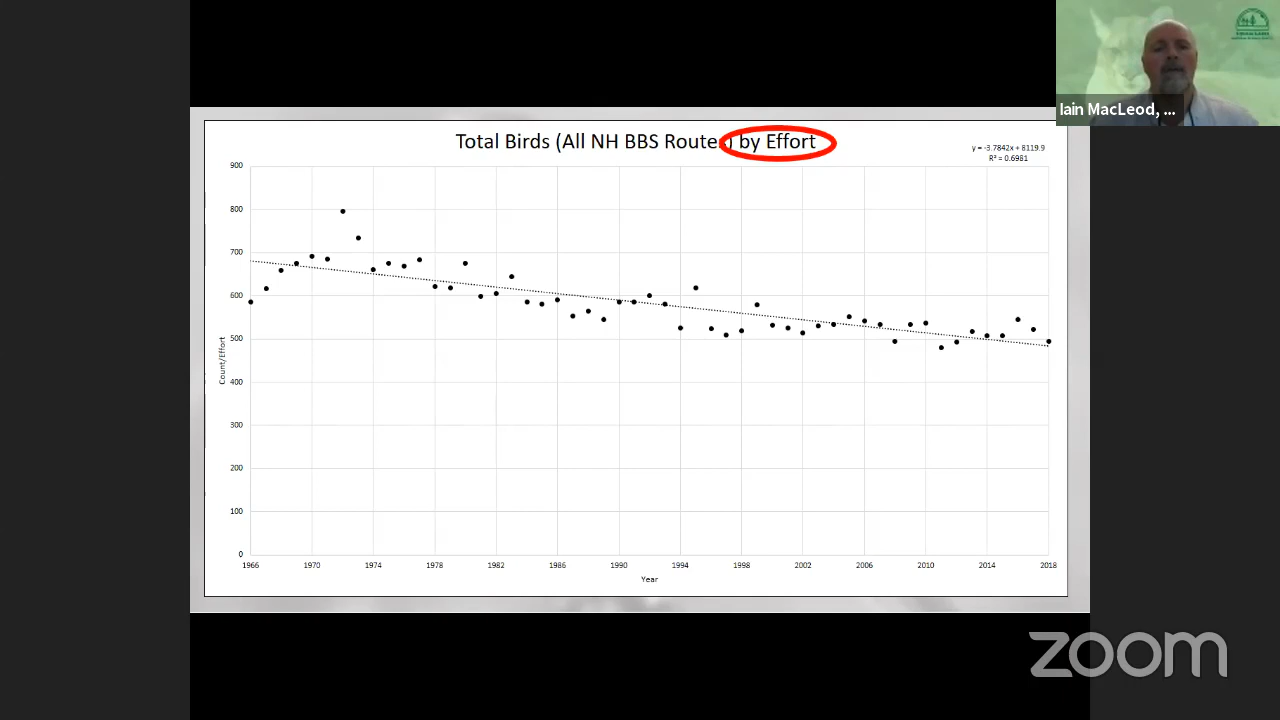 Total Birds (All NH BBS Routes) by Effort
y = -3.7842x + 8119.9
R² = 0.6981
900
800
700
600
500
400
300
200
100
0
Count/Effort
1966 1970 1974 1978 1982 1986 1990 1994 1998 2002 2006 2010 2014 2018
Year
Iain MacLeod, ...
zoom